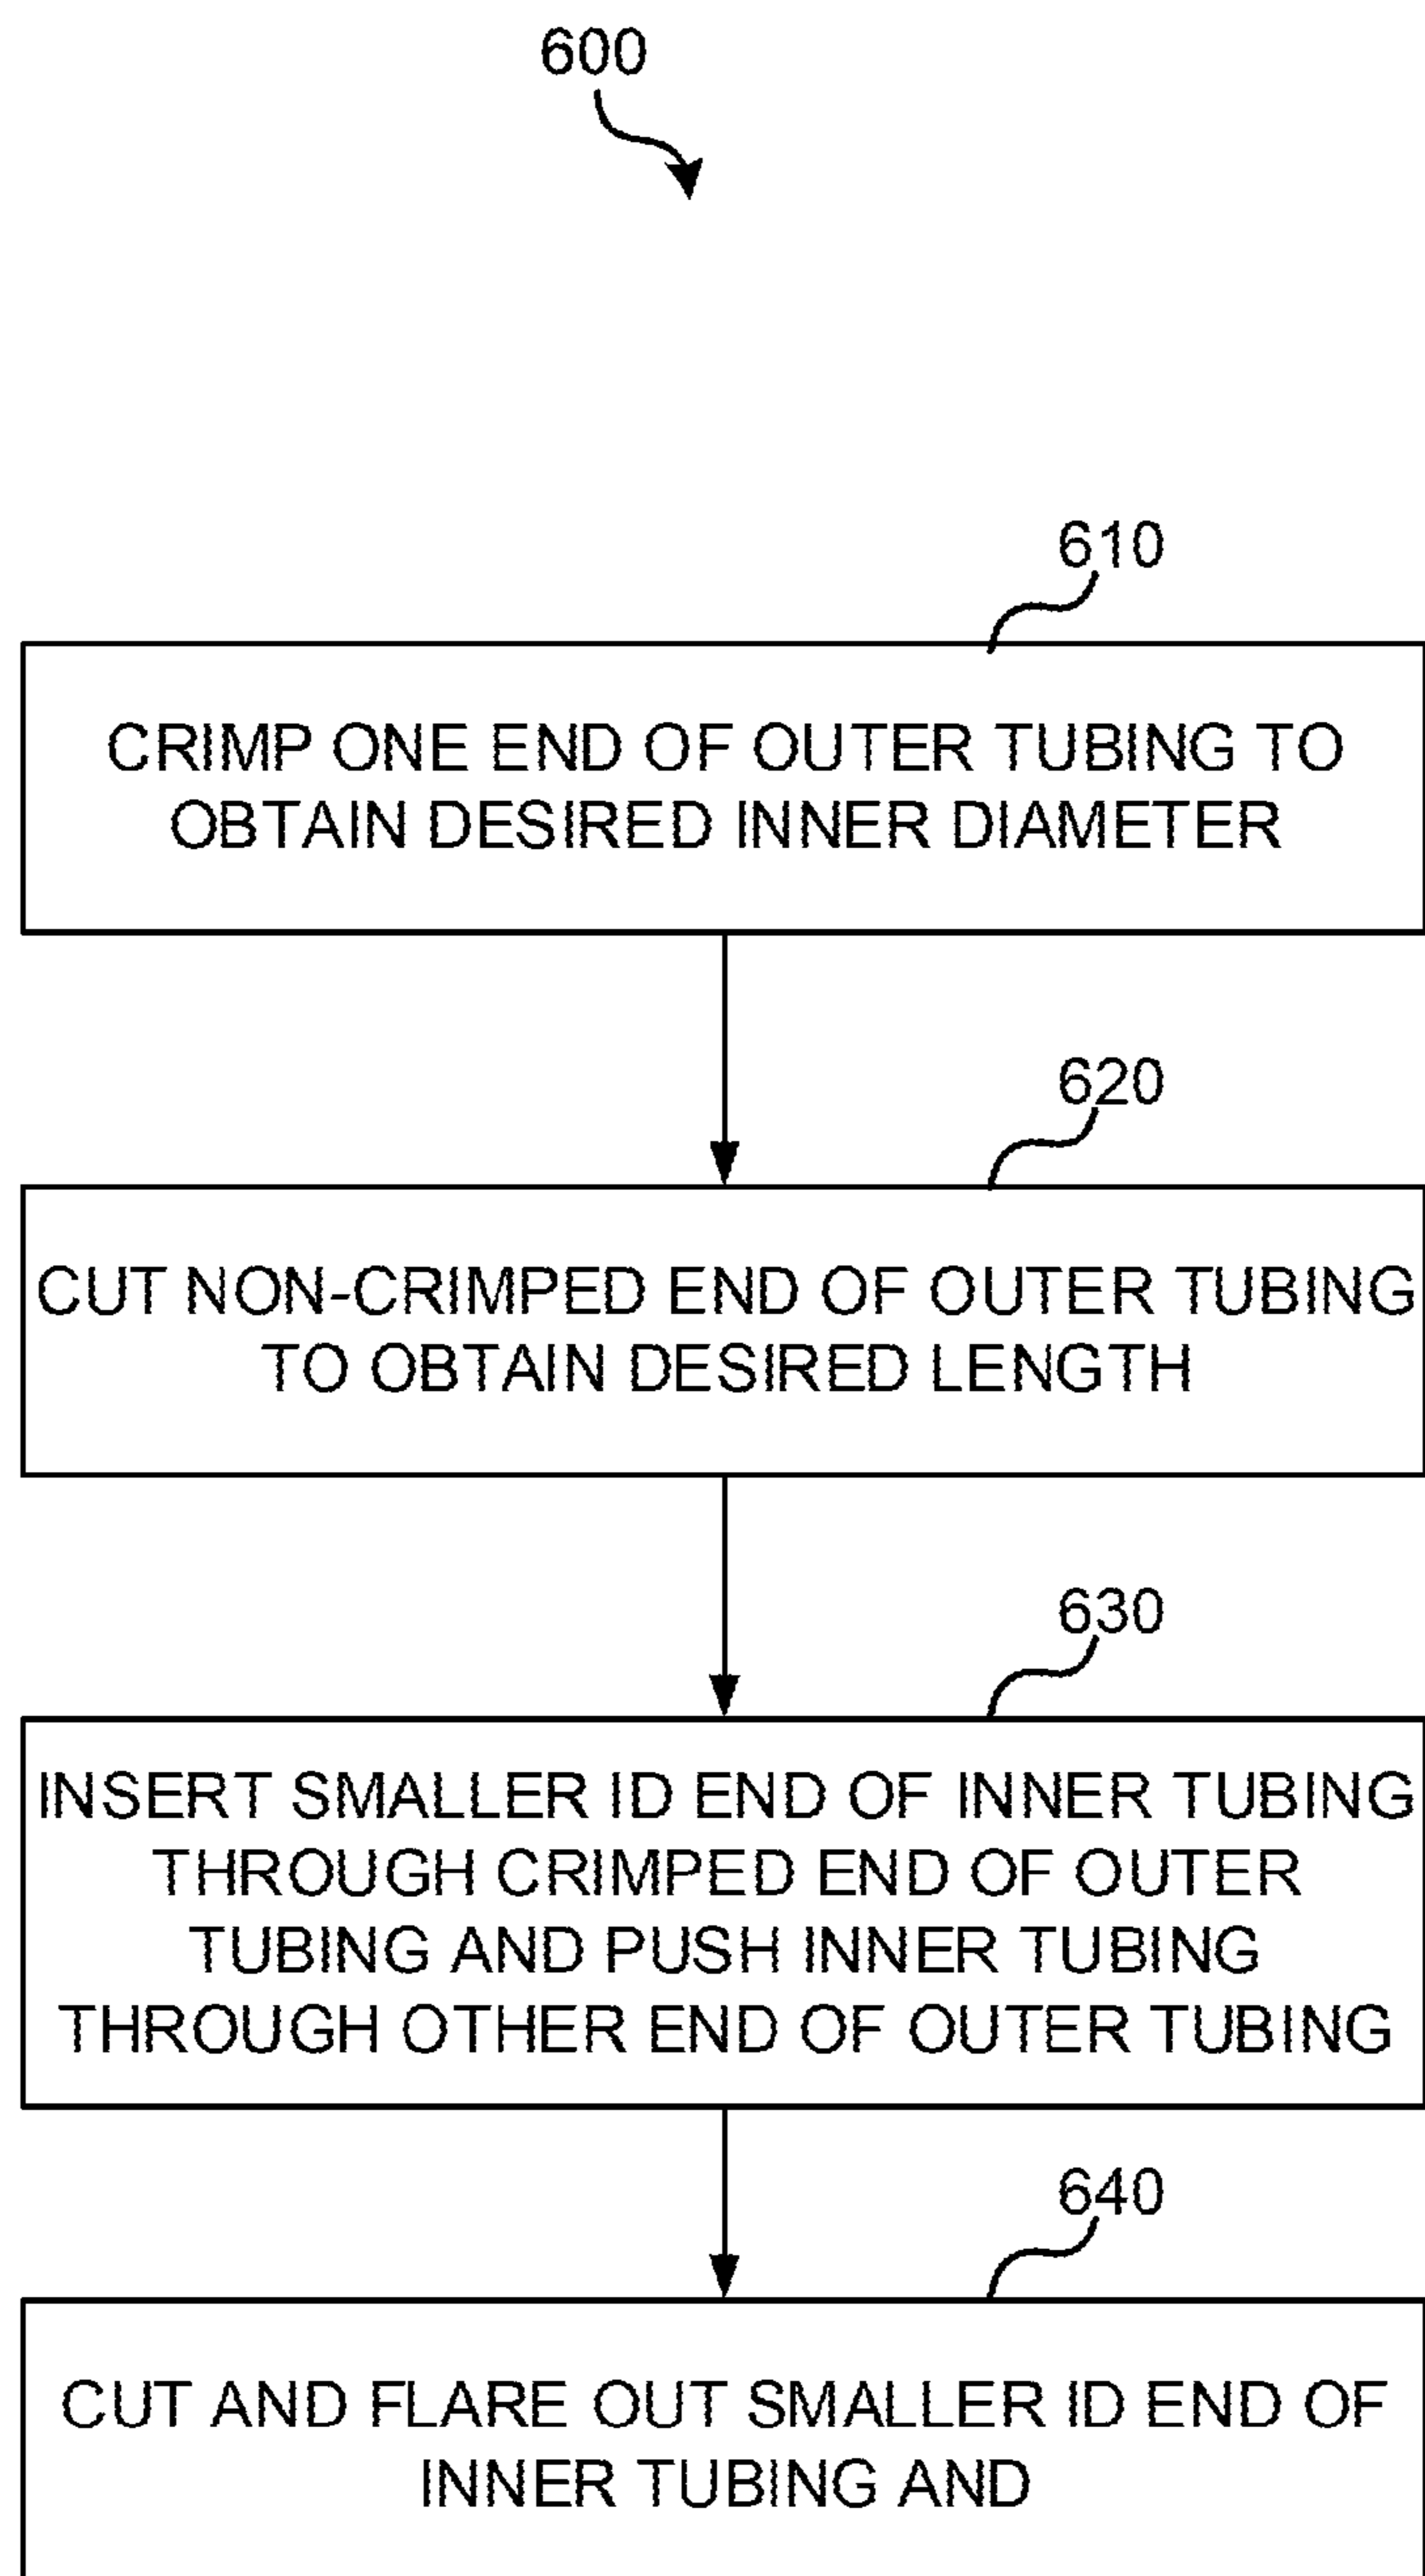 600
610
CRIMP ONE END OF OUTER TUBING TO
OBTAIN DESIRED INNER DIAMETER
620
CUT NON-CRIMPED END OF OUTER TUBING
TO OBTAIN DESIRED LENGTH
630
INSERT SMALLER ID END OF INNER TUBING
THROUGH CRIMPED END OF OUTER
TUBING AND PUSH INNER TUBING
THROUGH OTHER END OF OUTER TUBING
640
CUT AND FLARE OUT SMALLER ID END OF
INNER TUBING AND